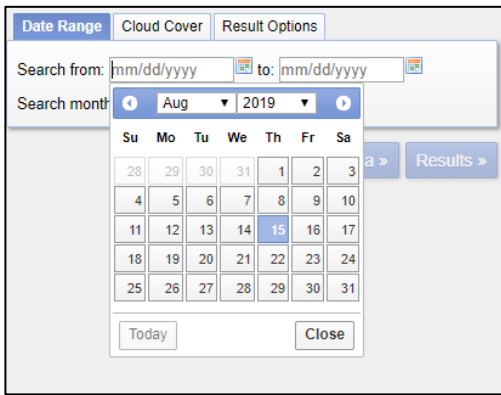 Date Range Cloud Cover Result Options
Search from: mm/dd/yyyy to: mm/dd/yyyy
Search month
Aug 2019
Su Mo Tu We Th Fr Sa
28 29 30 31 1 2 3
4 5 6 7 8 9 10
11 12 13 14 15 16 17
18 19 20 21 22 23 24
25 26 27 28 29 30 31
a » Results »
Today Close